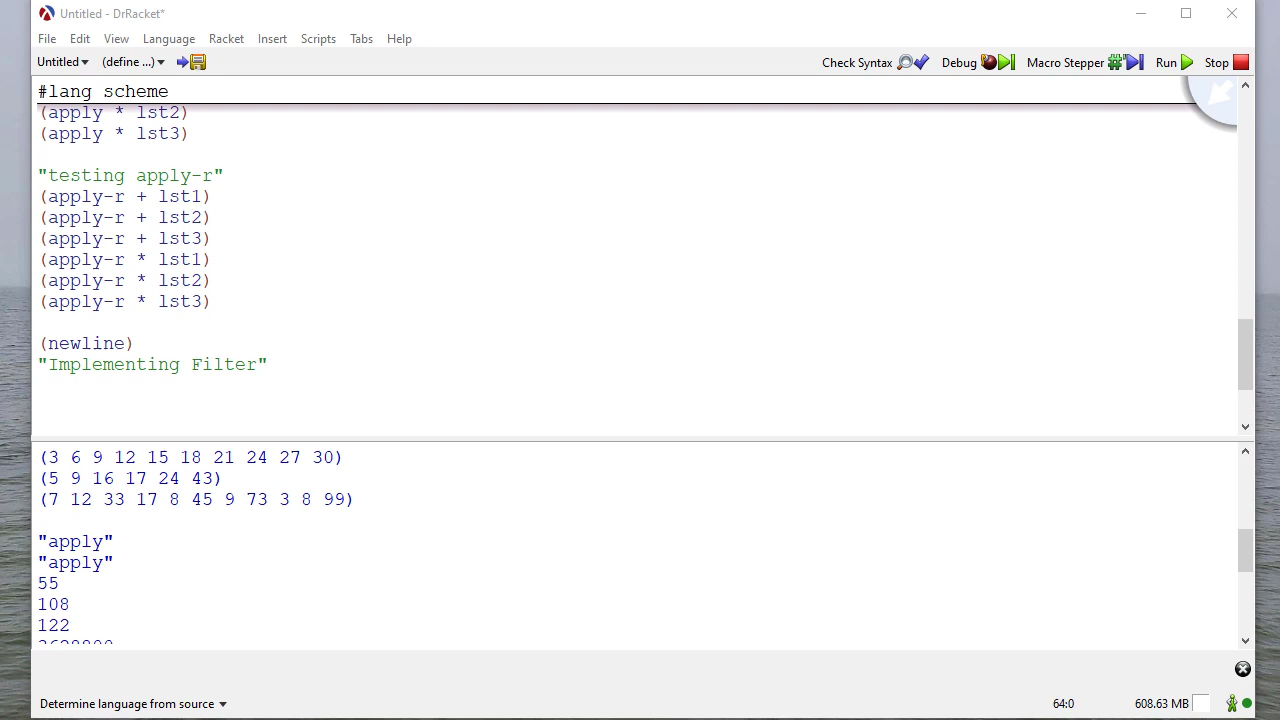 Untitled - DrRacket*
File Edit View Language Racket Insert Scripts Tabs Help
Untitled (define ...) Check Syntax Debug Macro Stepper Run Stop
#lang scheme
(apply * lst2)
(apply * lst3)
"testing apply-r"
(apply-r + lst1)
(apply-r + lst2)
(apply-r + lst3)
(apply-r * lst1)
(apply-r * lst2)
(apply-r * lst3)
(newline)
"Implementing Filter"
(3 6 9 12 15 18 21 24 27 30)
(5 9 16 17 24 43)
(7 12 33 17 8 45 9 73 3 8 99)
"apply"
"apply"
55
108
122
3628800
Determine language from source 64:0 608.63 MB